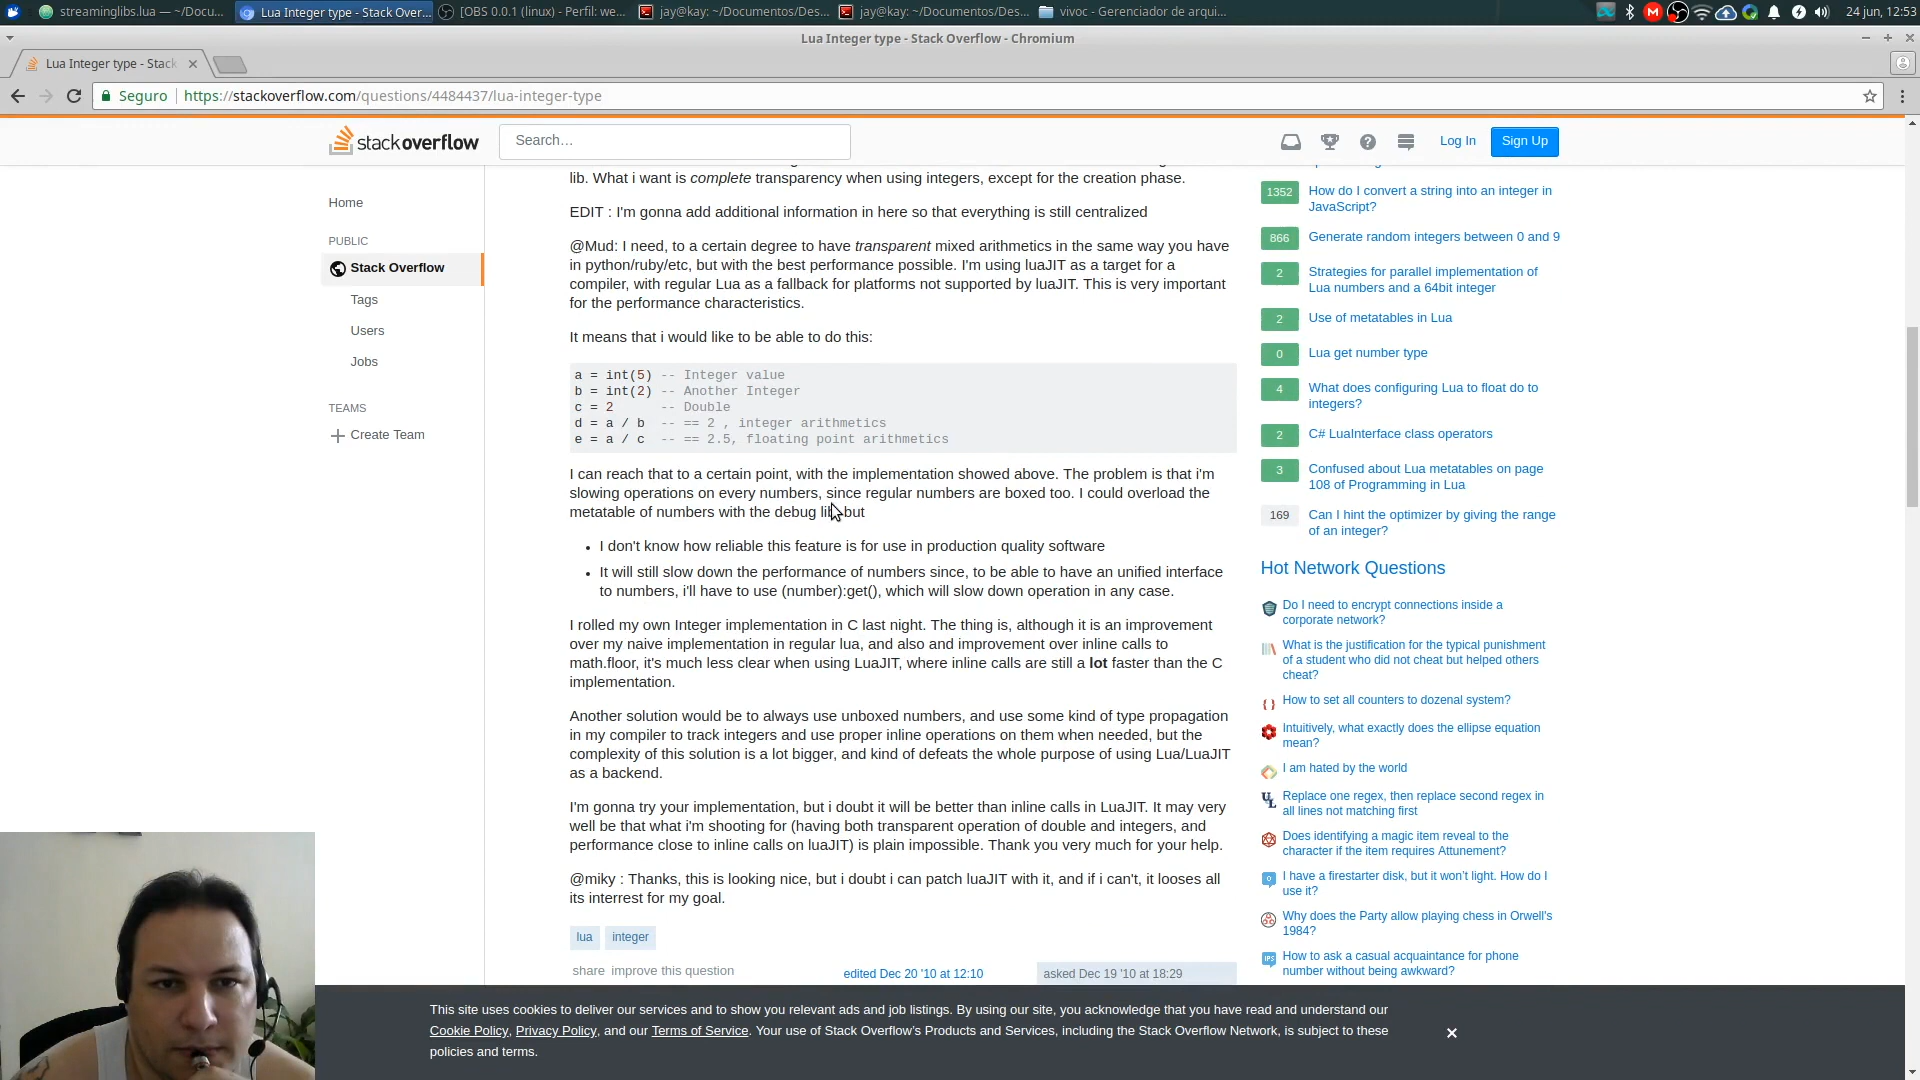 streaminglibs.lua — ~/Docu...
Lua Integer type - Stack Over...
[OBS 0.0.1 (linux) - Perfil: we...
jay@kay: ~/Documentos/Des...
jay@kay: ~/Documentos/Des...
vivoc - Gerenciador de arqui...
24 jun, 12:53
Lua Integer type - Stack Overflow - Chromium
Lua Integer type - Stack
Seguro
https://stackoverflow.com/questions/4484437/lua-integer-type
stackoverflow
Search...
Log In
Sign Up
Home
PUBLIC
Stack Overflow
Tags
Users
Jobs
TEAMS
Create Team
lib. What i want is complete transparency when using integers, except for the creation phase.
EDIT : I'm gonna add additional information in here so that everything is still centralized
@Mud: I need, to a certain degree to have transparent mixed arithmetics in the same way you have
in python/ruby/etc, but with the best performance possible. I'm using luaJIT as a target for a
compiler, with regular Lua as a fallback for platforms not supported by luaJIT. This is very important
for the performance characteristics.
It means that i would like to be able to do this:
a = int(5) -- Integer value
b = int(2) -- Another Integer
c = 2      -- Double
d = a / b  -- == 2 , integer arithmetics
e = a / c  -- == 2.5, floating point arithmetics
I can reach that to a certain point, with the implementation showed above. The problem is that i'm
slowing operations on every numbers, since regular numbers are boxed too. I could overload the
metatable of numbers with the debug lib but
• I don't know how reliable this feature is for use in production quality software
• It will still slow down the performance of numbers since, to be able to have an unified interface
to numbers, i'll have to use (number):get(), which will slow down operation in any case.
I rolled my own Integer implementation in C last night. The thing is, although it is an improvement
over my naive implementation in regular lua, and also and improvement over inline calls to
math.floor, it's much less clear when using LuaJIT, where inline calls are still a lot faster than the C
implementation.
Another solution would be to always use unboxed numbers, and use some kind of type propagation
in my compiler to track integers and use proper inline operations on them when needed, but the
complexity of this solution is a lot bigger, and kind of defeats the whole purpose of using Lua/LuaJIT
as a backend.
I'm gonna try your implementation, but i doubt it will be better than inline calls in LuaJIT. It may very
well be that what i'm shooting for (having both transparent operation of double and integers, and
performance close to inline calls on luaJIT) is plain impossible. Thank you very much for your help.
@miky : Thanks, this is looking nice, but i doubt i can patch luaJIT with it, and if i can't, it looses all
its interrest for my goal.
lua
integer
share improve this question
edited Dec 20 '10 at 12:10
asked Dec 19 '10 at 18:29
1352 How do I convert a string into an integer in
JavaScript?
866 Generate random integers between 0 and 9
2 Strategies for parallel implementation of
Lua numbers and a 64bit integer
2 Use of metatables in Lua
0 Lua get number type
4 What does configuring Lua to float do to
integers?
2 C# LuaInterface class operators
3 Confused about Lua metatables on page
108 of Programming in Lua
169 Can I hint the optimizer by giving the range
of an integer?
Hot Network Questions
Do I need to encrypt connections inside a
corporate network?
What is the justification for the typical punishment
of a student who did not cheat but helped others
cheat?
How to set all counters to dozenal system?
Intuitively, what exactly does the ellipse equation
mean?
I am hated by the world
Replace one regex, then replace second regex in
all lines not matching first
Does identifying a magic item reveal to the
character if the item requires Attunement?
I have a firestarter disk, but it won't light. How do I
use it?
Why does the Party allow playing chess in Orwell's
1984?
How to ask a casual acquaintance for phone
number without being awkward?
This site uses cookies to deliver our services and to show you relevant ads and job listings. By using our site, you acknowledge that you have read and understand our
Cookie Policy, Privacy Policy, and our Terms of Service. Your use of Stack Overflow's Products and Services, including the Stack Overflow Network, is subject to these
policies and terms.